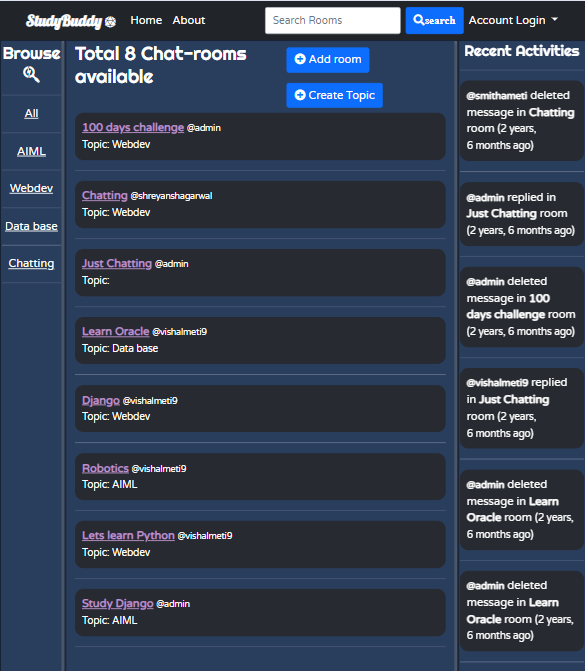 StudyBuddy Home About Search Rooms search Account Login
Browse
All
AIML
Webdev
Data base
Chatting
Total 8 Chat-rooms
available
Add room
Create Topic
100 days challenge @admin
Topic: Webdev
Chatting @shreyanshagarwal
Topic: Webdev
Just Chatting @admin
Topic:
Learn Oracle @vishalmeti9
Topic: Data base
Django @vishalmeti9
Topic: Webdev
Robotics @vishalmeti9
Topic: AIML
Lets learn Python @vishalmeti9
Topic: Webdev
Study Django @admin
Topic: AIML
Recent Activities
@smithameti deleted
message in Chatting
room (2 years,
6 months ago)
@admin replied in
Just Chatting room
(2 years, 6 months ago)
@admin deleted
message in 100
days challenge room
(2 years, 6 months ago)
@vishalmeti9 replied
in Just Chatting
room (2 years,
6 months ago)
@admin deleted
message in Learn
Oracle room (2 years,
6 months ago)
@admin deleted
message in Learn
Oracle room (2 years,
6 months ago)